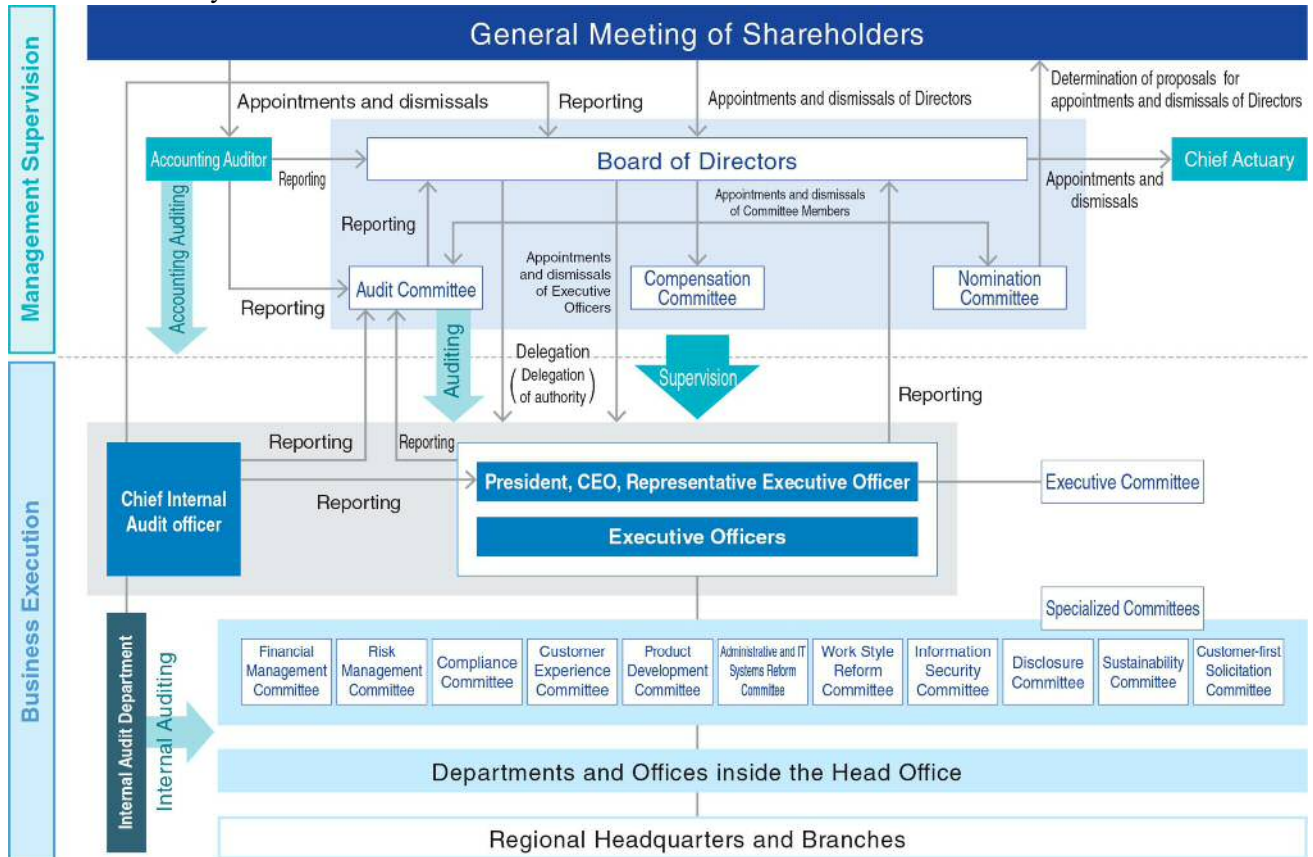 General Meeting of Shareholders
Management Supervision
Appointments and dismissals
Reporting
Appointments and dismissals of Directors
Determination of proposals for
appointments and dismissals of Directors
Accounting Auditor
Reporting
Board of Directors
Chief Actuary
Appointments and
dismissals
Accounting Auditing
Reporting
Appointments and dismissals
of Committee Members
Appointments
and dismissals
of Executive
Officers
Audit Committee
Compensation
Committee
Nomination
Committee
Reporting
Auditing
Delegation
(Delegation
of authority)
Supervision
Reporting
Business Execution
Reporting
Reporting
Chief Internal
Audit officer
Reporting
President, CEO, Representative Executive Officer
Executive Officers
Executive Committee
Specialized Committees
Internal Audit Department
Internal Auditing
Financial
Management
Committee
Risk
Management
Committee
Compliance
Committee
Customer
Experience
Committee
Product
Development
Committee
Administrative and IT
Systems Reform
Committee
Work Style
Reform
Committee
Information
Security
Committee
Disclosure
Committee
Sustainability
Committee
Customer-first
Solicitation
Committee
Departments and Offices inside the Head Office
Regional Headquarters and Branches